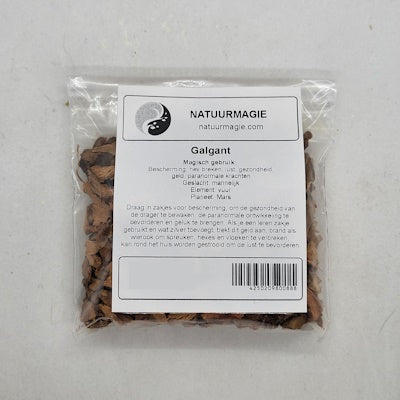 NATUURMAGIE
natuurmagie.com
Galgant
Magisch gebruik:
Bescherming, hex breken, lust, gezondheid,
geld, paranormale krachten
Geslacht: mannelijk
Element: vuur
Planeet: Mars
Draag in zakjes voor bescherming, om de gezondheid van
de drager te bewaken, de paranormale ontwikkeling te
bevorderen en geluk te brengen. Als je een leren zakje
gebruikt en wat zilver toevoegt, trekt dit geld aan, brand als
wierook om spreuken, hexes en vloeken te verbreken,
kan rond het huis worden gestrooid om de lust te bevorderen.
4250209800888